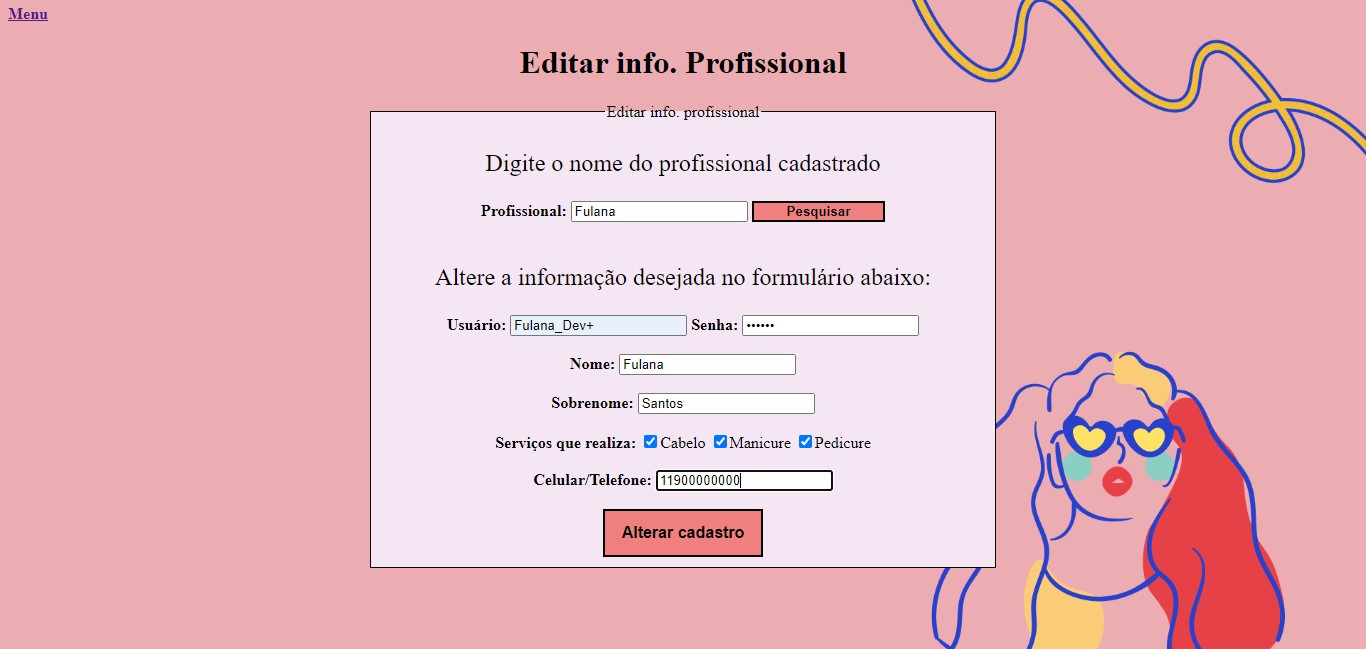 Menu
Editar info. Profissional
Editar info. profissional
Digite o nome do profissional cadastrado
Profissional: Fulana Pesquisar
Altere a informação desejada no formulário abaixo:
Usuário: Fulana_Dev+ Senha: ••••••
Nome: Fulana
Sobrenome: Santos
Serviços que realiza: Cabelo Manicure Pedicure
Celular/Telefone: 11900000000
Alterar cadastro